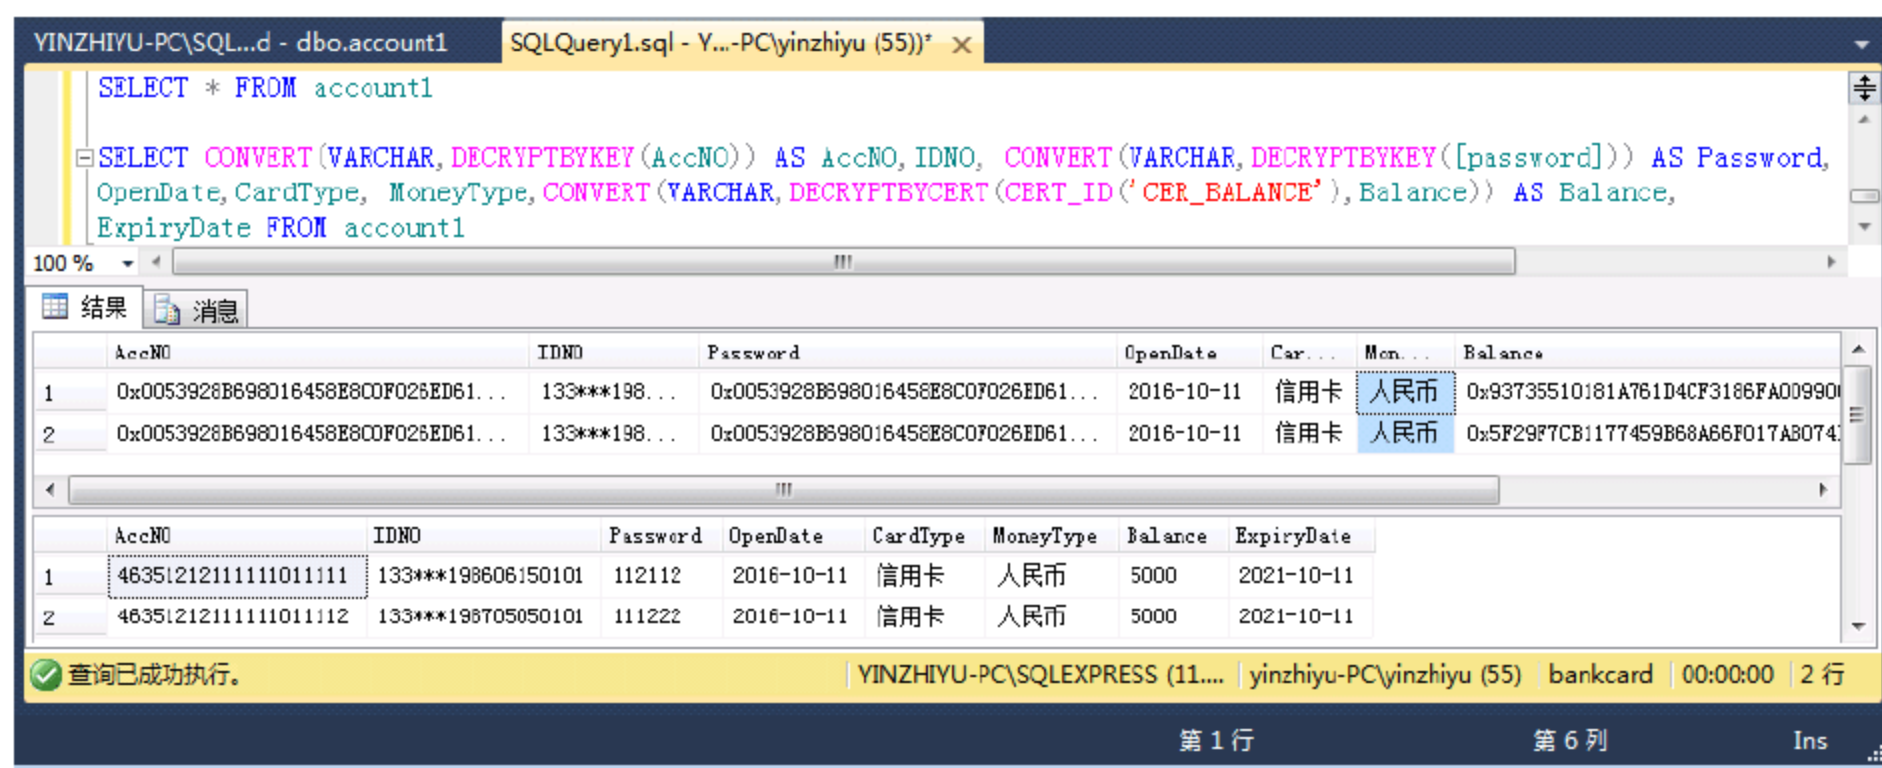 YINZHIYU-PC\SQL...d - dbo.account1 SQLQuery1.sql - Y...-PC\yinzhiyu (55))*
SELECT * FROM account1
SELECT CONVERT(VARCHAR,DECRYPTBYKEY(AccNO)) AS AccNO,IDNO, CONVERT(VARCHAR,DECRYPTBYKEY([password])) AS Password,
OpenDate,CardType, MoneyType,CONVERT(VARCHAR,DECRYPTBYCERT(CERT_ID('CER_BALANCE'),Balance)) AS Balance,
ExpiryDate FROM account1
100 %
结果 消息
AccNO IDNO Password OpenDate Car... Mon... Balance
1 0x0053928B698016458E8C0F026ED61... 133***198... 0x0053928B698016458E8C0F026ED61... 2016-10-11 信用卡 人民币 0x93735510181A761D4CF3186FA00990
2 0x0053928B698016458E8C0F026ED61... 133***198... 0x0053928B698016458E8C0F026ED61... 2016-10-11 信用卡 人民币 0x5F29F7CB1177459B68A66F017AB074
AccNO IDNO Password OpenDate CardType MoneyType Balance ExpiryDate
1 46351212111111011111 133***198606150101 112112 2016-10-11 信用卡 人民币 5000 2021-10-11
2 46351212111111011112 133***198705050101 111222 2016-10-11 信用卡 人民币 5000 2021-10-11
查询已成功执行。 YINZHIYU-PC\SQLEXPRESS (11.... yinzhiyu-PC\yinzhiyu (55) bankcard 00:00:00 2 行
第 1 行 第 6 列 Ins